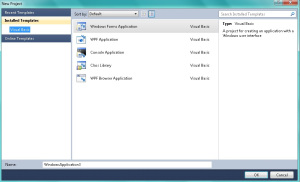 New Project
Recent Templates
Sort by: Default
Search Installed Templates
Installed Templates
Visual Basic
Online Templates
Windows Forms Application Visual Basic
WPF Application Visual Basic
Console Application Visual Basic
Class Library Visual Basic
WPF Browser Application Visual Basic
Type: Visual Basic
A project for creating an application with a
Windows user interface
Name: WindowsApplication1
OK Cancel